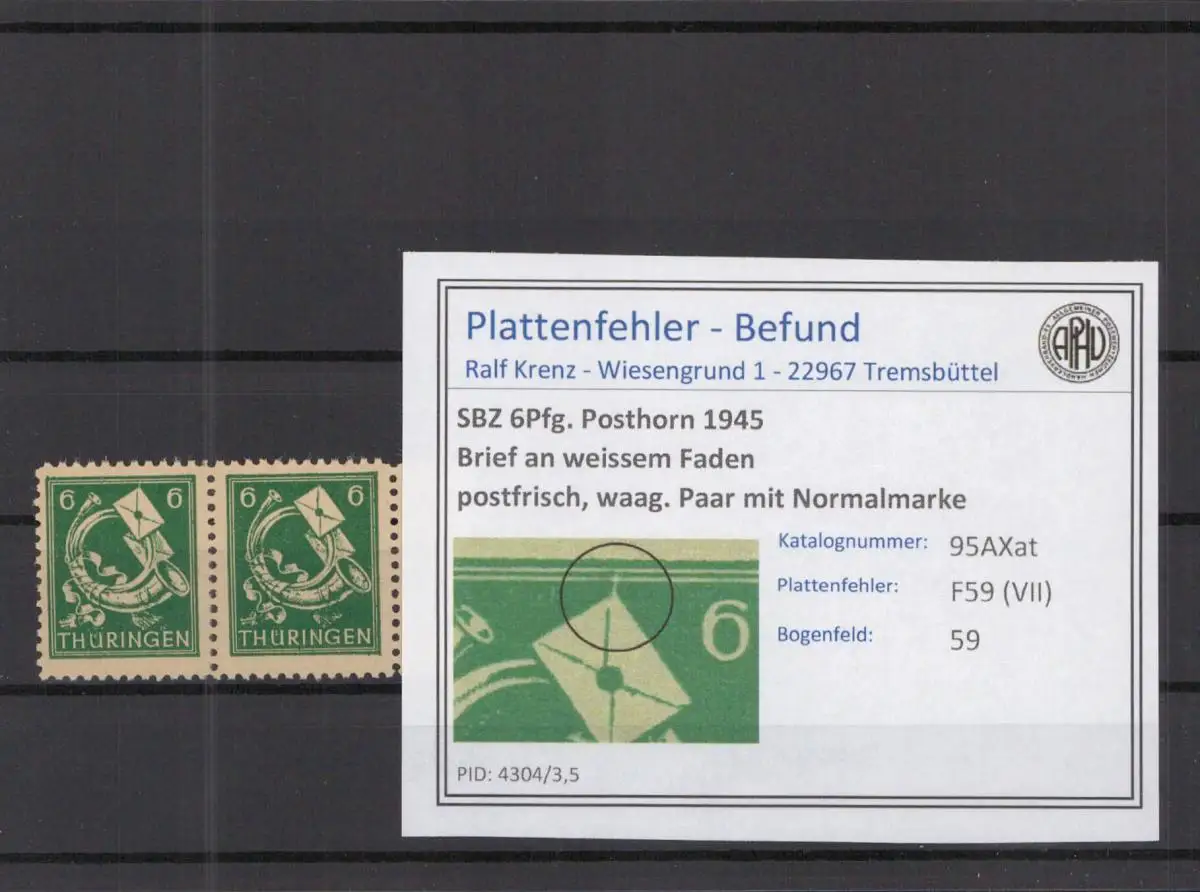 Plattenfehler - Befund
Ralf Krenz - Wiesengrund 1 - 22967 Tremsbüttel
APHV
SBZ 6Pfg. Posthorn 1945
Brief an weissem Faden
postfrisch, waag. Paar mit Normalmarke
Katalognummer: 95AXat
Plattenfehler: F59 (VII)
Bogenfeld: 59
6
PID: 4304/3,5
6 6 6 6
THÜRINGEN THÜRINGEN